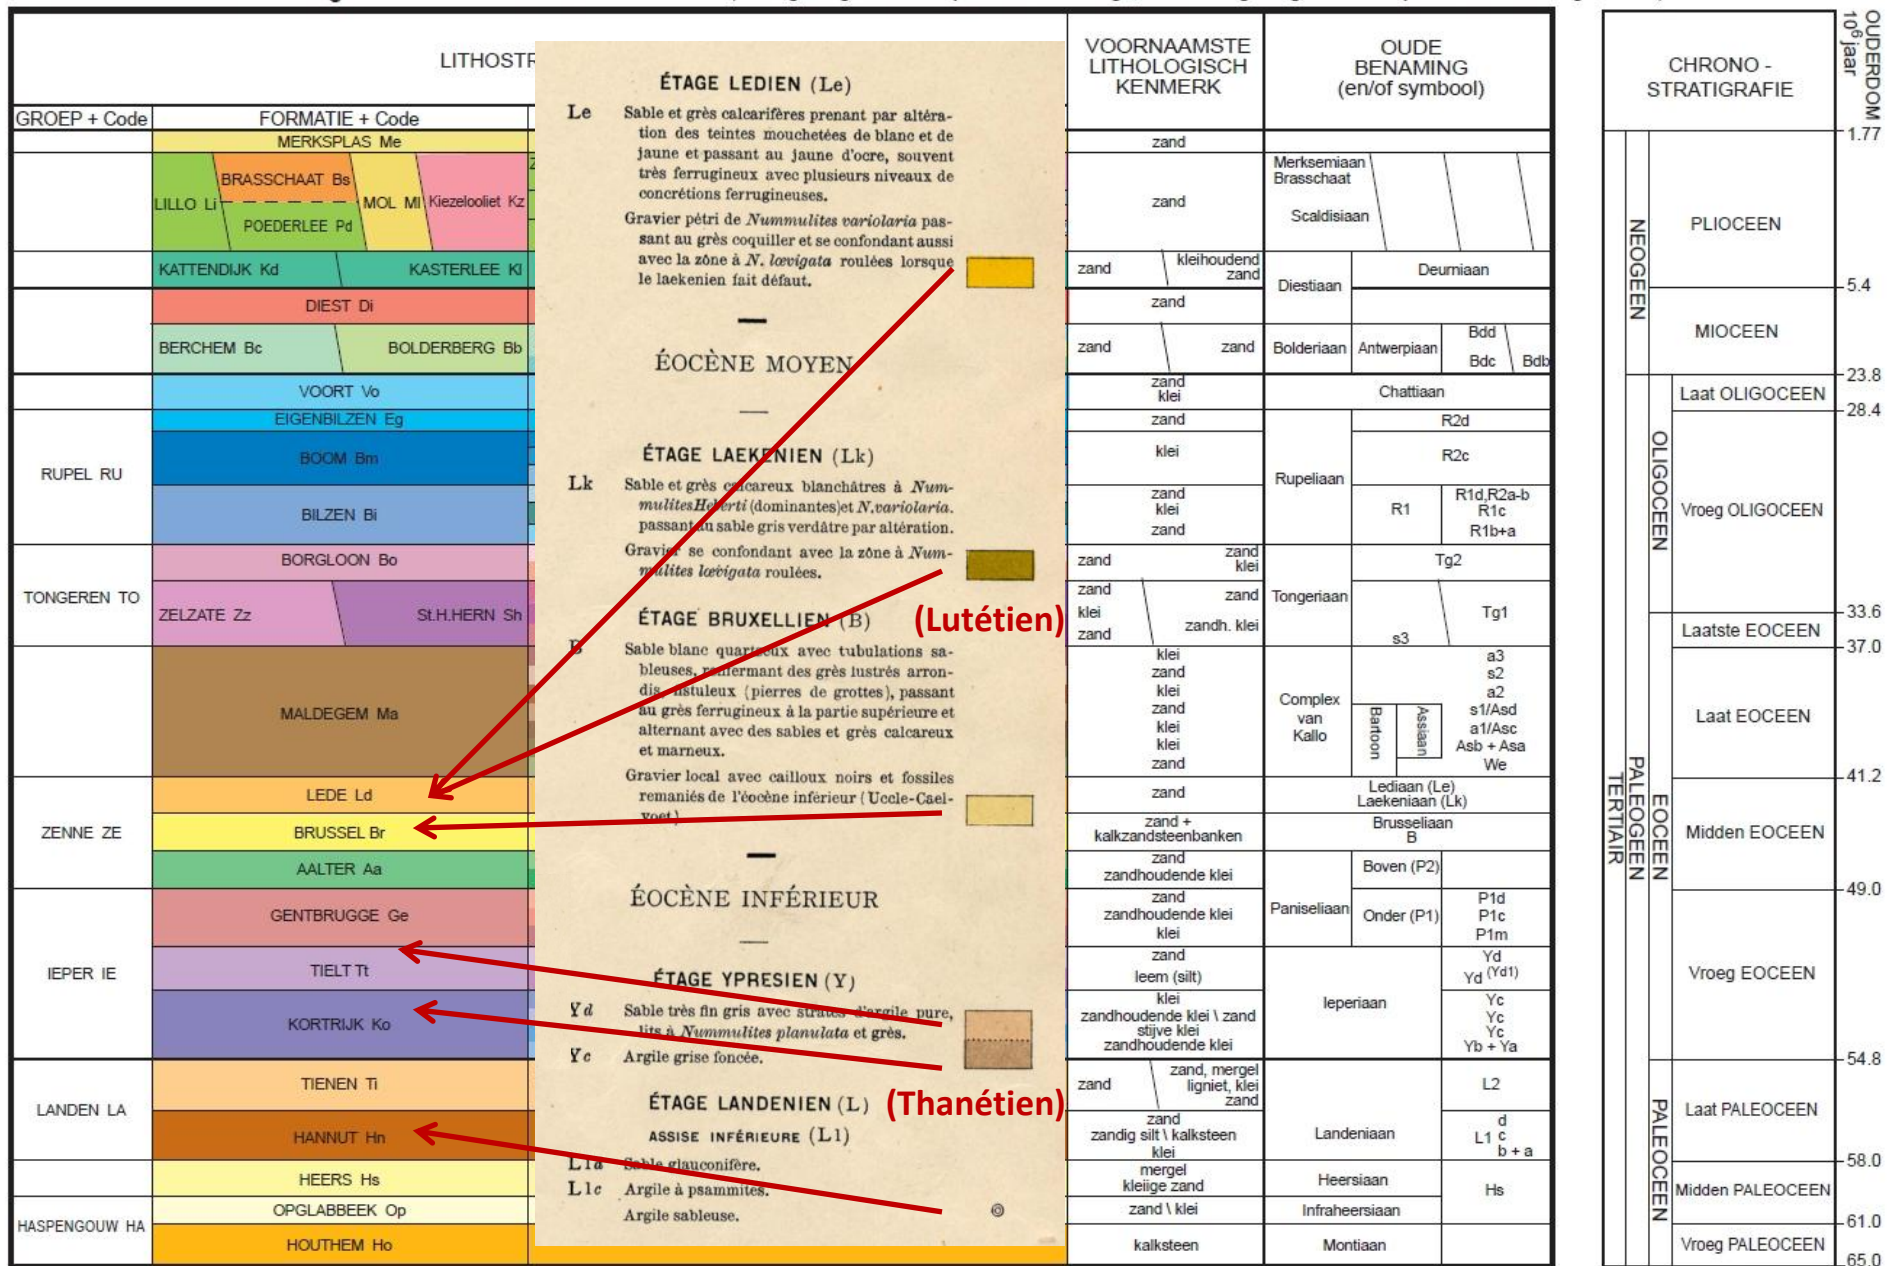 LITHOSTR
VOORNAAMSTE
LITHOLOGISCH
KENMERK
OUDE
BENAMING
(en/of symbool)
CHRONO -
STRATIGRAFIE
OUDERDOM
10⁶ jaar
GROEP + Code
FORMATIE + Code
MERKSPLAS Me
LILLO Li
BRASSCHAAT Bs
POEDERLEE Pd
MOL Ml
Kiezelooliet Kz
KATTENDIJK Kd
KASTERLEE Kl
DIEST Di
BERCHEM Bc
BOLDERBERG Bb
VOORT Vo
EIGENBILZEN Eg
RUPEL RU
BOOM Bm
BILZEN Bi
BORGLOON Bo
TONGEREN TO
ZELZATE Zz
St.H.HERN Sh
MALDEGEM Ma
LEDE Ld
ZENNE ZE
BRUSSEL Br
AALTER Aa
GENTBRUGGE Ge
IEPER IE
TIELT Tt
KORTRIJK Ko
TIENEN Ti
LANDEN LA
HANNUT Hn
HEERS Hs
OPGLABBEEK Op
HASPENGOUW HA
HOUTHEM Ho
ÉTAGE LEDIEN (Le)
Le Sable et grès calcarifères prenant par altéra-
tion des teintes mouchetées de blanc et de
jaune et passant au jaune d'ocre, souvent
très ferrugineux avec plusieurs niveaux de
concrétions ferrugineuses.
Gravier pétri de Nummulites variolaria pas-
sant au grès coquiller et se confondant aussi
avec la zône à N. lœvigata roulées lorsque
le laekenien fait défaut.
ÉOCÈNE MOYEN
ÉTAGE LAEKENIEN (Lk)
Lk Sable et grès calcareux blanchâtres à Num-
mulites Heberti (dominantes) et N. variolaria.
passant au sable gris verdâtre par altération.
Gravier se confondant avec la zône à Num-
mulites lœvigata roulées.
(Lutétien)
ÉTAGE BRUXELLIEN (B)
B Sable blanc quartzeux avec tubulations sa-
bleuses, renfermant des grès lustrés arron-
dis, fistuleux (pierres de grottes), passant
au grès ferrugineux à la partie supérieure et
alternant avec des sables et grès calcareux
et marneux.
Gravier local avec cailloux noirs et fossiles
remaniés de l'éocène inférieur (Uccle-Cael-
voet)
ÉOCÈNE INFÉRIEUR
ÉTAGE YPRESIEN (Y)
Yd Sable très fin gris avec strates d'argile pure,
lits à Nummulites planulata et grès.
Yc Argile grise foncée.
ÉTAGE LANDENIEN (L)
(Thanétien)
ASSISE INFÉRIEURE (L1)
L1d Sable glauconifère.
L1c Argile à psammites.
Argile sableuse.
zand
zand
zand kleihoudend
zand
zand
zand zand
zand
klei
zand
klei
zand
klei
zand
zand zand
klei
zand zand
klei zandh. klei
zand
klei
zand
klei
zand
klei
klei
zand
zand
zand +
kalkzandsteenbanken
zand
zandhoudende klei
zand
zandhoudende klei
klei
zand
leem (silt)
klei
zandhoudende klei \ zand
stijve klei
zandhoudende klei
zand zand, mergel
ligniet, klei
zand
zand
zandig silt \ kalksteen
klei
mergel
kleiige zand
zand \ klei
kalksteen
Merksemiaan
Brasschaat
Scaldisiaan
Diestiaan
Deurniaan
Bolderiaan Antwerpiaan
Bdd
Bdc Bdb
Chattiaan
Rupeliaan
R2d
R2c
R1
R1d,R2a-b
R1c
R1b+a
Tongeriaan
Tg2
Tg1
s3
Complex
van
Kallo
Bartoon
Assiaan
a3
s2
a2
s1/Asd
a1/Asc
Asb + Asa
We
Lediaan (Le)
Laekeniaan (Lk)
Brusseliaan
B
Paniseliaan
Boven (P2)
Onder (P1)
P1d
P1c
P1m
Ieperiaan
Yd
Yd (Yd1)
Yc
Yc
Yc
Yb + Ya
Landeniaan
L2
L1
d
c
b + a
Heersiaan
Hs
Infraheersiaan
Montiaan
TERTIAIR
NEOGEEN
PALEOGEEN
OLIGOCEEN
EOCEEN
PALEOCEEN
PLIOCEEN
MIOCEEN
Laat OLIGOCEEN
Vroeg OLIGOCEEN
Laatste EOCEEN
Laat EOCEEN
Midden EOCEEN
Vroeg EOCEEN
Laat PALEOCEEN
Midden PALEOCEEN
Vroeg PALEOCEEN
1.77
5.4
23.8
28.4
33.6
37.0
41.2
49.0
54.8
58.0
61.0
65.0